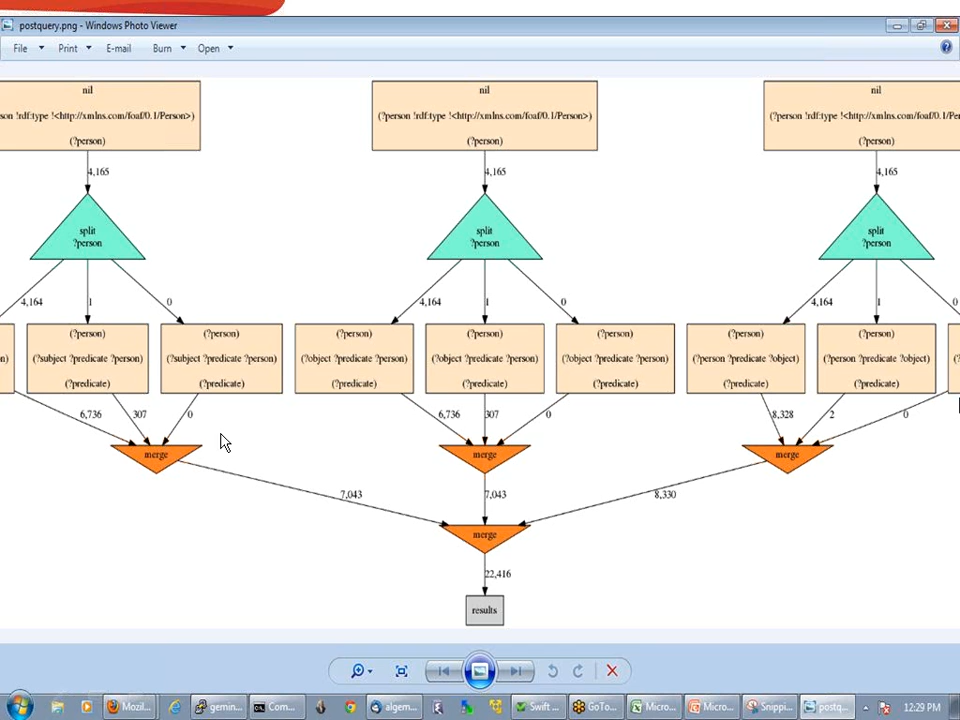 postquery.png - Windows Photo Viewer
File Print E-mail Burn Open
nil nil nil
son !rdf:type !<http://xmlns.com/foaf/0.1/Person>) (?person !rdf:type !<http://xmlns.com/foaf/0.1/Person>) (?person !rdf:type !<http://xmlns.com/foaf/0.1/Per
(?person) (?person) (?person)
4,165 4,165 4,165
split split split
?person ?person ?person
4,164 1 0 4,164 1 0 4,164 1 0
(?person) (?person) (?person) (?person) (?person) (?person) (?person)
(?subject ?predicate ?person) (?subject ?predicate ?person) (?object ?predicate ?person) (?object ?predicate ?person) (?object ?predicate ?person) (?person ?predicate ?object) (?person ?predicate ?object)
(?predicate) (?predicate) (?predicate) (?predicate) (?predicate) (?predicate) (?predicate)
6,736 307 0 6,736 307 0 8,328 2 0
merge merge merge
7,043 7,043 8,330
merge
22,416
results
Mozil... gemin... Com... algem... Swift ... GoTo... Micro... Micro... Snippi... postq... 12:29 PM